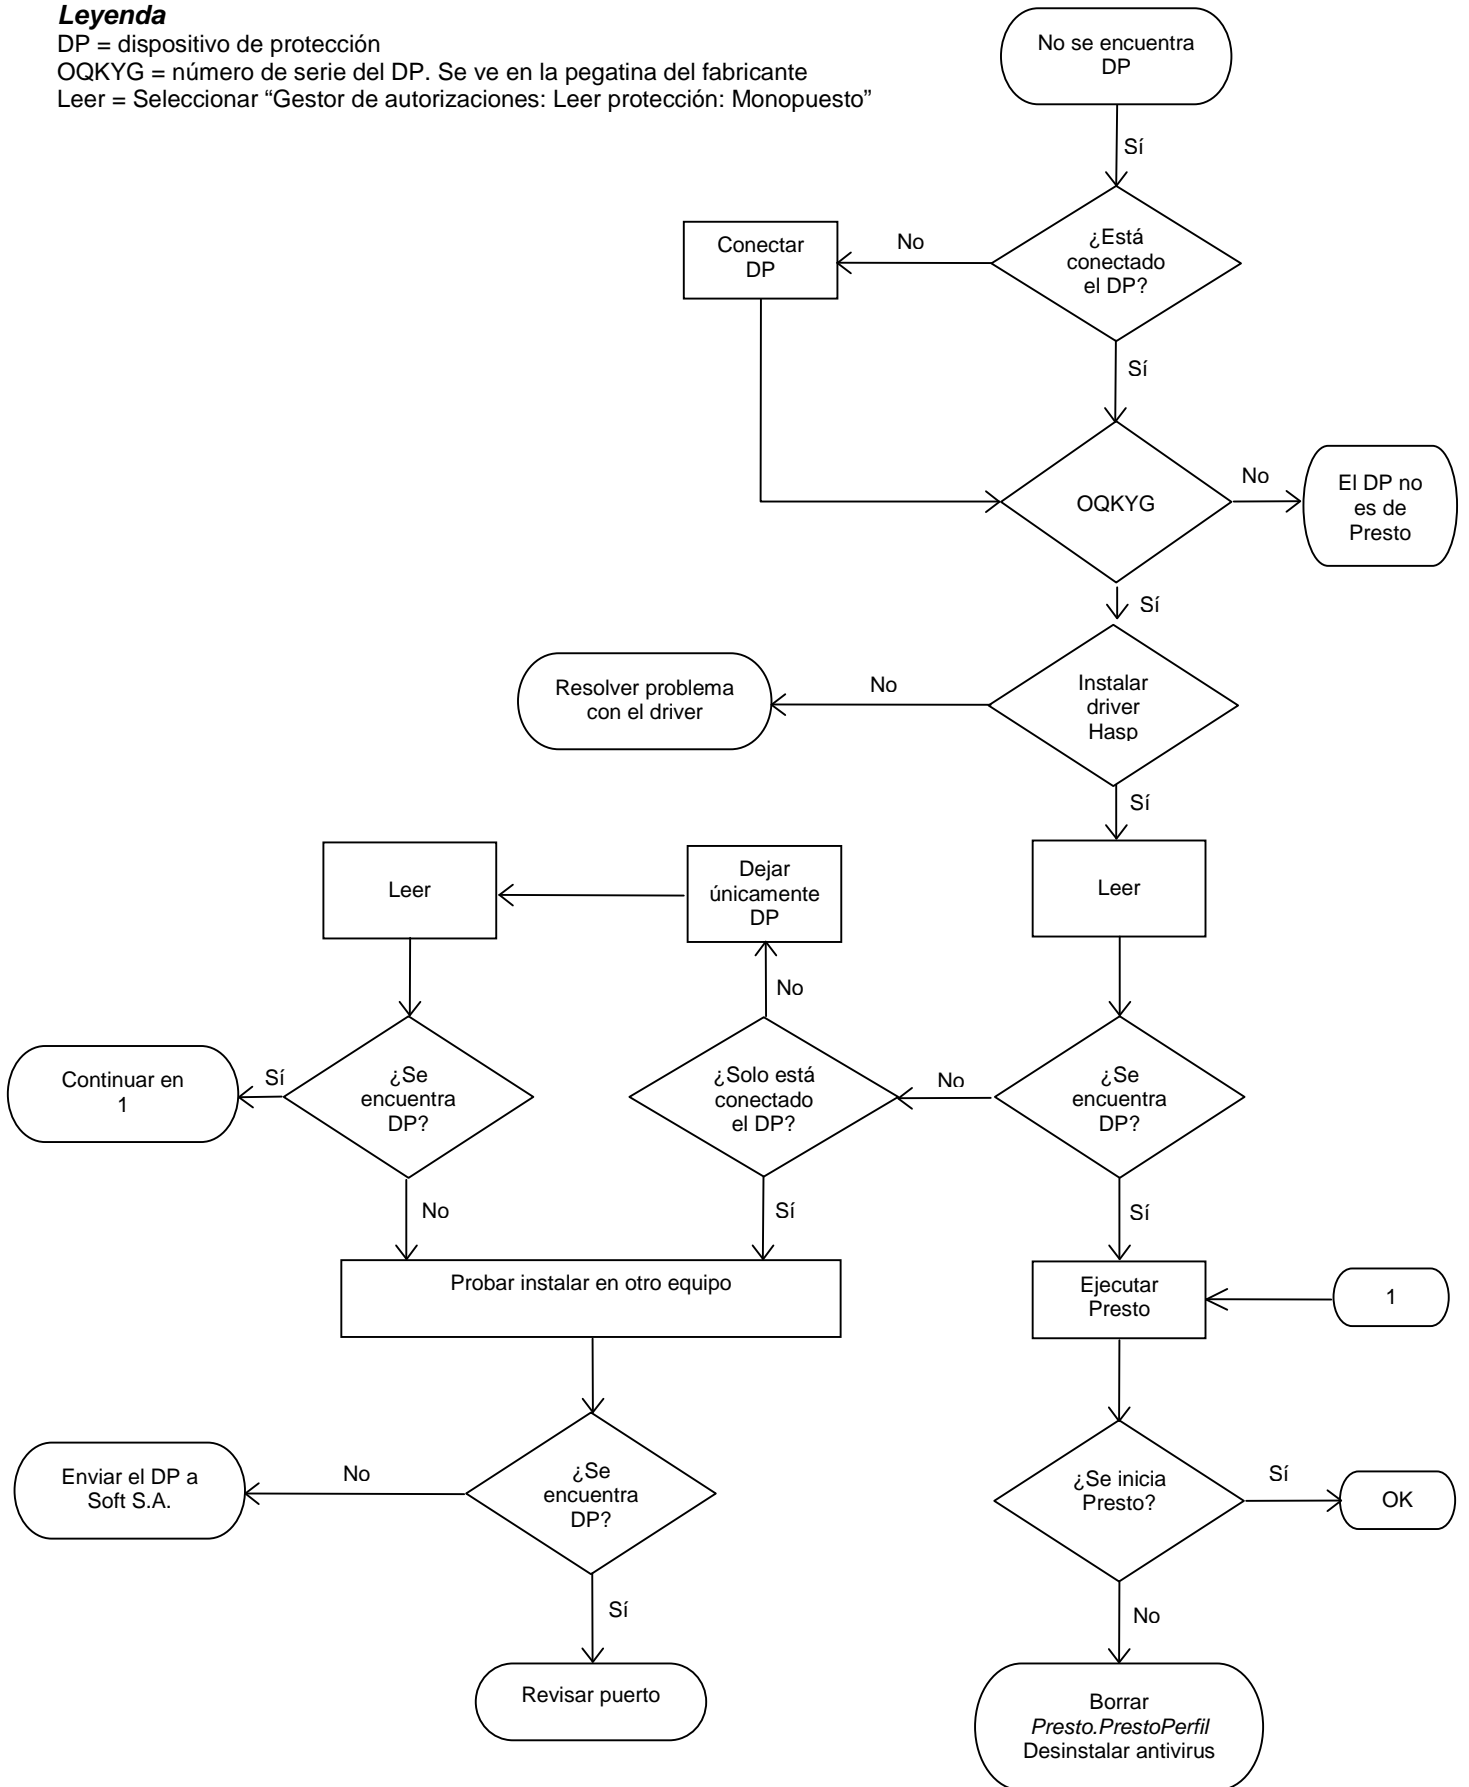 Leyenda
DP = dispositivo de protección
OQKYG = número de serie del DP. Se ve en la pegatina del fabricante
Leer = Seleccionar “Gestor de autorizaciones: Leer protección: Monopuesto”
No se encuentra
DP
Sí
¿Está
conectado
el DP?
No
Conectar
DP
Sí
OQKYG
No
El DP no
es de
Presto
Sí
Instalar
driver
Hasp
No
Resolver problema
con el driver
Sí
Leer
Dejar
únicamente
DP
Leer
No
¿Se
encuentra
DP?
No
¿Solo está
conectado
el DP?
¿Se
encuentra
DP?
Sí
Continuar en
1
No
Sí
Sí
Probar instalar en otro equipo
Ejecutar
Presto
1
¿Se
encuentra
DP?
No
Enviar el DP a
Soft S.A.
¿Se inicia
Presto?
Sí
OK
Sí
No
Revisar puerto
Borrar
Presto.PrestoPerfil
Desinstalar antivirus